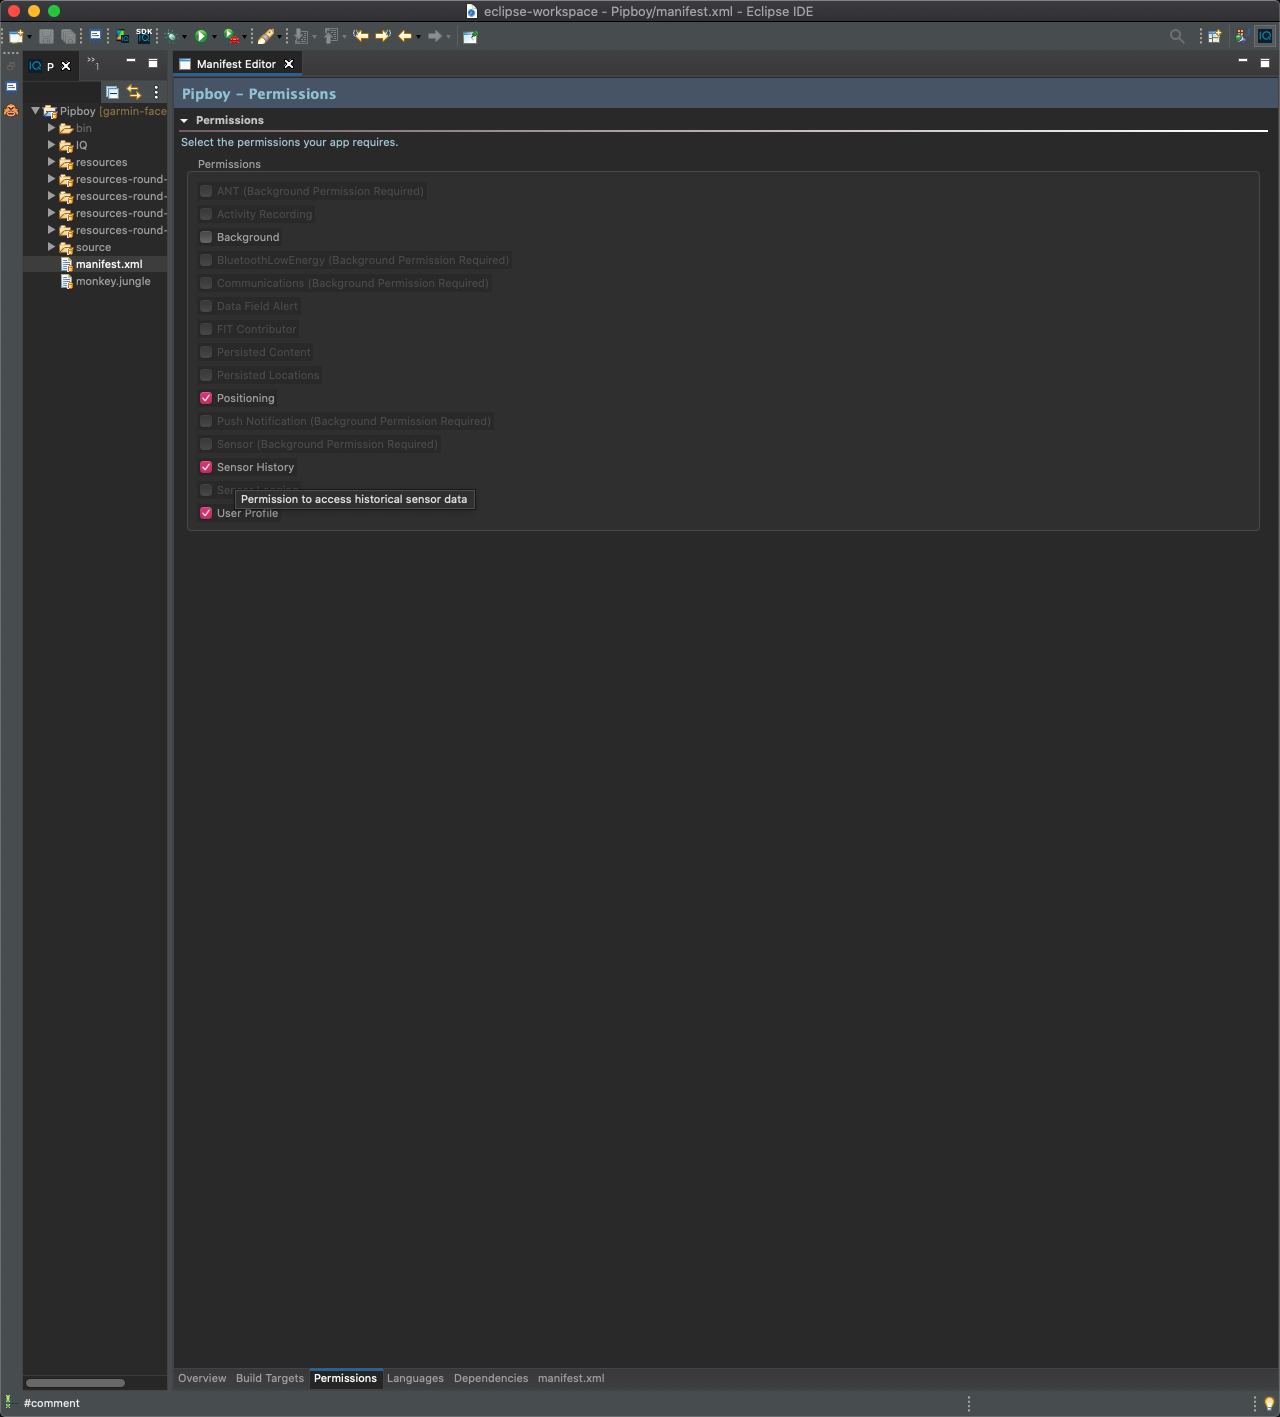 eclipse-workspace - Pipboy/manifest.xml - Eclipse IDE
SDK
IQ
IQ
IQ P
1
Manifest Editor
Pipboy – Permissions
Pipboy [garmin-face
bin
IQ
resources
resources-round-
resources-round-
resources-round-
resources-round-
source
manifest.xml
monkey.jungle
Permissions
Select the permissions your app requires.
Permissions
ANT (Background Permission Required)
Activity Recording
Background
BluetoothLowEnergy (Background Permission Required)
Communications (Background Permission Required)
Data Field Alert
FIT Contributor
Persisted Content
Persisted Locations
Positioning
Push Notification (Background Permission Required)
Sensor (Background Permission Required)
Sensor History
Permission to access historical sensor data
User Profile
Overview Build Targets Permissions Languages Dependencies manifest.xml
#comment